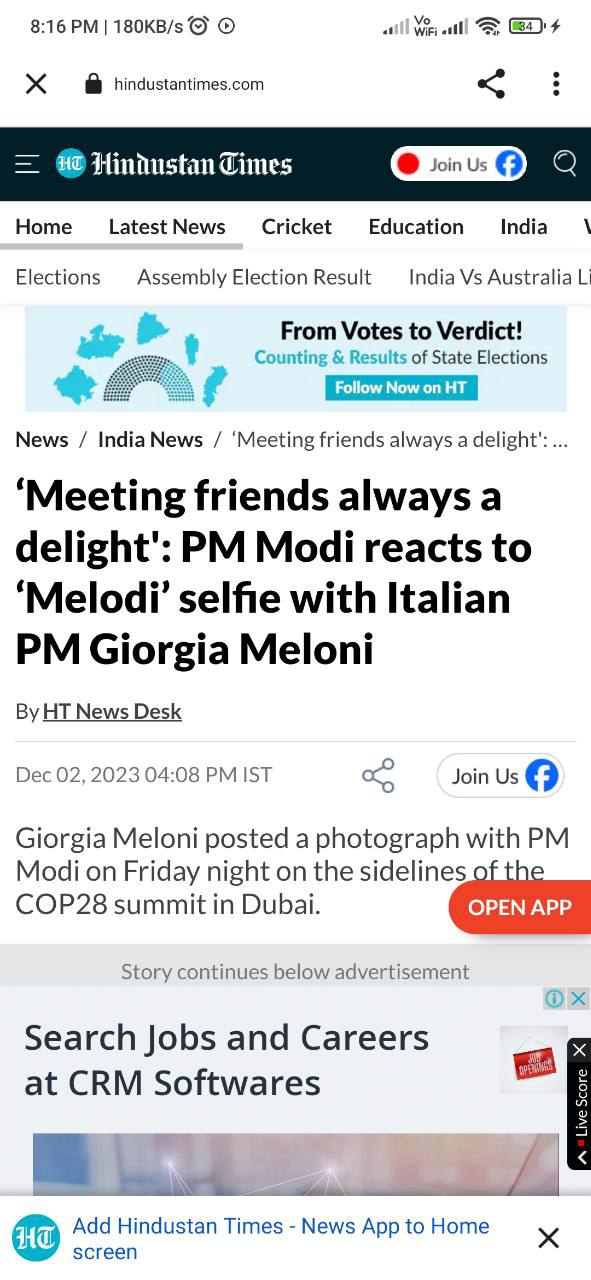 8:16 PM | 180KB/s
Vo
WiFi
84
hindustantimes.com
HT Hindustan Times
Join Us
Home Latest News Cricket Education India
Elections Assembly Election Result India Vs Australia Li
From Votes to Verdict!
Counting & Results of State Elections
Follow Now on HT
News / India News / ‘Meeting friends always a delight': ...
‘Meeting friends always a
delight': PM Modi reacts to
‘Melodi’ selfie with Italian
PM Giorgia Meloni
By HT News Desk
Dec 02, 2023 04:08 PM IST
Join Us
Giorgia Meloni posted a photograph with PM
Modi on Friday night on the sidelines of the
COP28 summit in Dubai.
OPEN APP
Story continues below advertisement
Search Jobs and Careers
at CRM Softwares
JOB
OPENINGS
Live Score
HT
Add Hindustan Times - News App to Home
screen